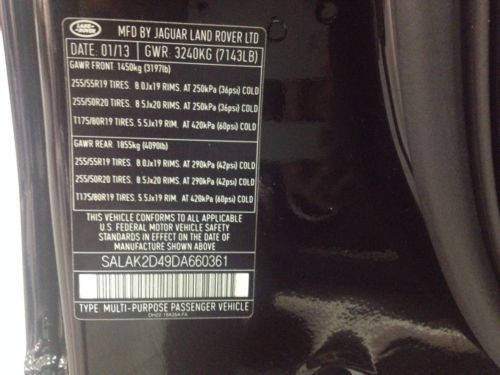 LAND ROVER
MFD BY JAGUAR LAND ROVER LTD
DATE: 01/13 GWR: 3240KG (7143LB)
GAWR FRONT: 1450kg (3197lb)
255/55R19 TIRES. 8.0Jx19 RIMS. AT 250kPa (36psi) COLD
255/50R20 TIRES. 8.5Jx20 RIMS. AT 250kPa (36psi) COLD
T175/80R19 TIRES 5.5Jx19 RIM. AT 420kPa (60psi) COLD
GAWR REAR: 1855kg (4090lb)
255/55R19 TIRES. 8.0Jx19 RIMS. AT 290kPa (42psi) COLD
255/50R20 TIRES. 8.5Jx20 RIMS. AT 290kPa (42psi) COLD
T175/80R19 TIRES 5.5Jx19 RIM. AT 420kPa (60psi) COLD
THIS VEHICLE CONFORMS TO ALL APPLICABLE
U.S. FEDERAL MOTOR VEHICLE SAFETY
STANDARDS IN EFFECT ON THE DATE OF
MANUFACTURE SHOWN ABOVE
SALAK2D49DA660361
TYPE: MULTI-PURPOSE PASSENGER VEHICLE